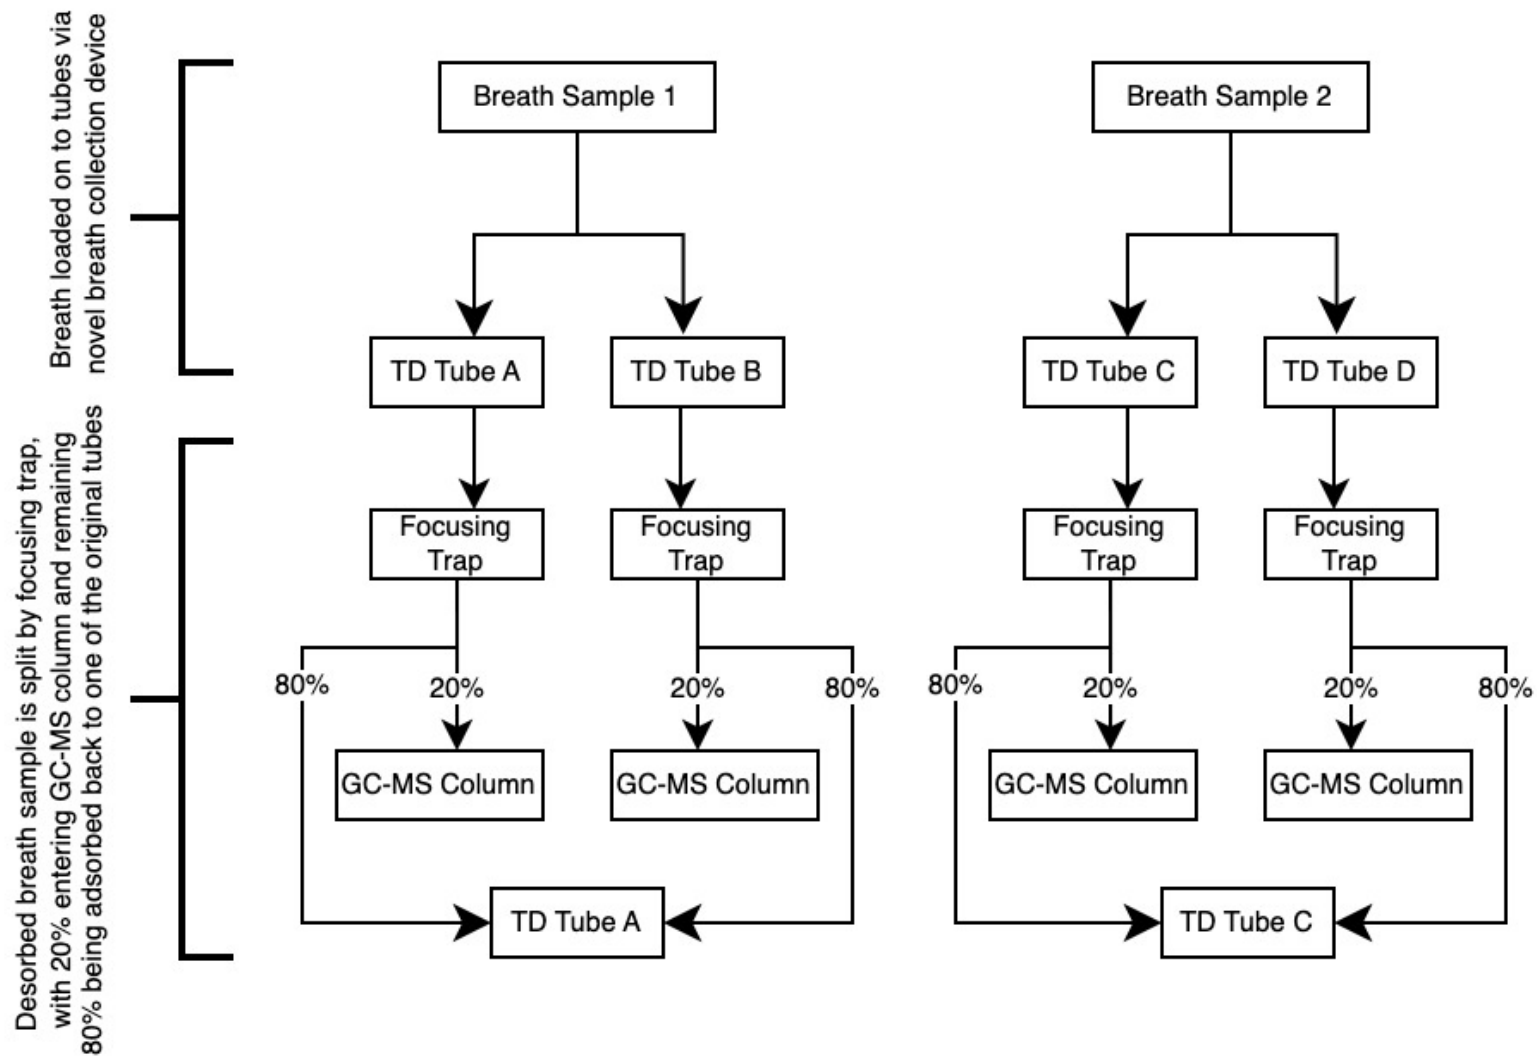 Breath loaded on to tubes via
novel breath collection device
Breath Sample 1
Breath Sample 2
TD Tube A
TD Tube B
TD Tube C
TD Tube D
Desorbed breath sample is split by focusing trap,
with 20% entering GC-MS column and remaining
80% being adsorbed back to one of the original tubes
Focusing
Trap
Focusing
Trap
Focusing
Trap
Focusing
Trap
80%
20%
20%
80%
80%
20%
20%
80%
GC-MS Column
GC-MS Column
GC-MS Column
GC-MS Column
TD Tube A
TD Tube C